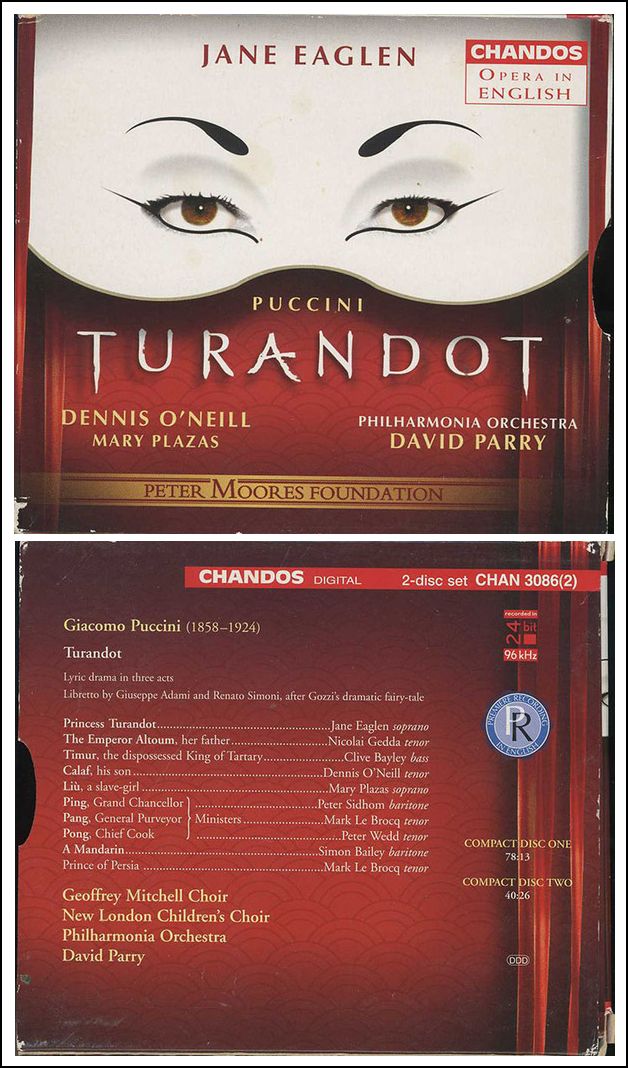 JANE EAGLEN
CHANDOS
OPERA IN
ENGLISH
PUCCINI
TURANDOT
DENNIS O'NEILL
MARY PLAZAS
PHILHARMONIA ORCHESTRA
DAVID PARRY
PETER MOORES FOUNDATION
CHANDOS DIGITAL 2-disc set CHAN 3086(2)
recorded in
24 bit
96 kHz
Giacomo Puccini (1858–1924)
Turandot
Lyric drama in three acts
Libretto by Giuseppe Adami and Renato Simoni, after Gozzi's dramatic fairy-tale
PREMIERE RECORDING
PR
IN ENGLISH
Princess Turandot..........Jane Eaglen soprano
The Emperor Altoum, her father..........Nicolai Gedda tenor
Timur, the dispossessed King of Tartary..........Clive Bayley bass
Calaf, his son..........Dennis O'Neill tenor
Liù, a slave-girl..........Mary Plazas soprano
Ping, Grand Chancellor..........Peter Sidhom baritone
Pang, General Purveyor } Ministers..........Mark Le Brocq tenor
Pong, Chief Cook..........Peter Wedd tenor
A Mandarin..........Simon Bailey baritone
Prince of Persia..........Mark Le Brocq tenor
COMPACT DISC ONE
78:13
COMPACT DISC TWO
40:26
Geoffrey Mitchell Choir
New London Children's Choir
Philharmonia Orchestra
David Parry
DDD